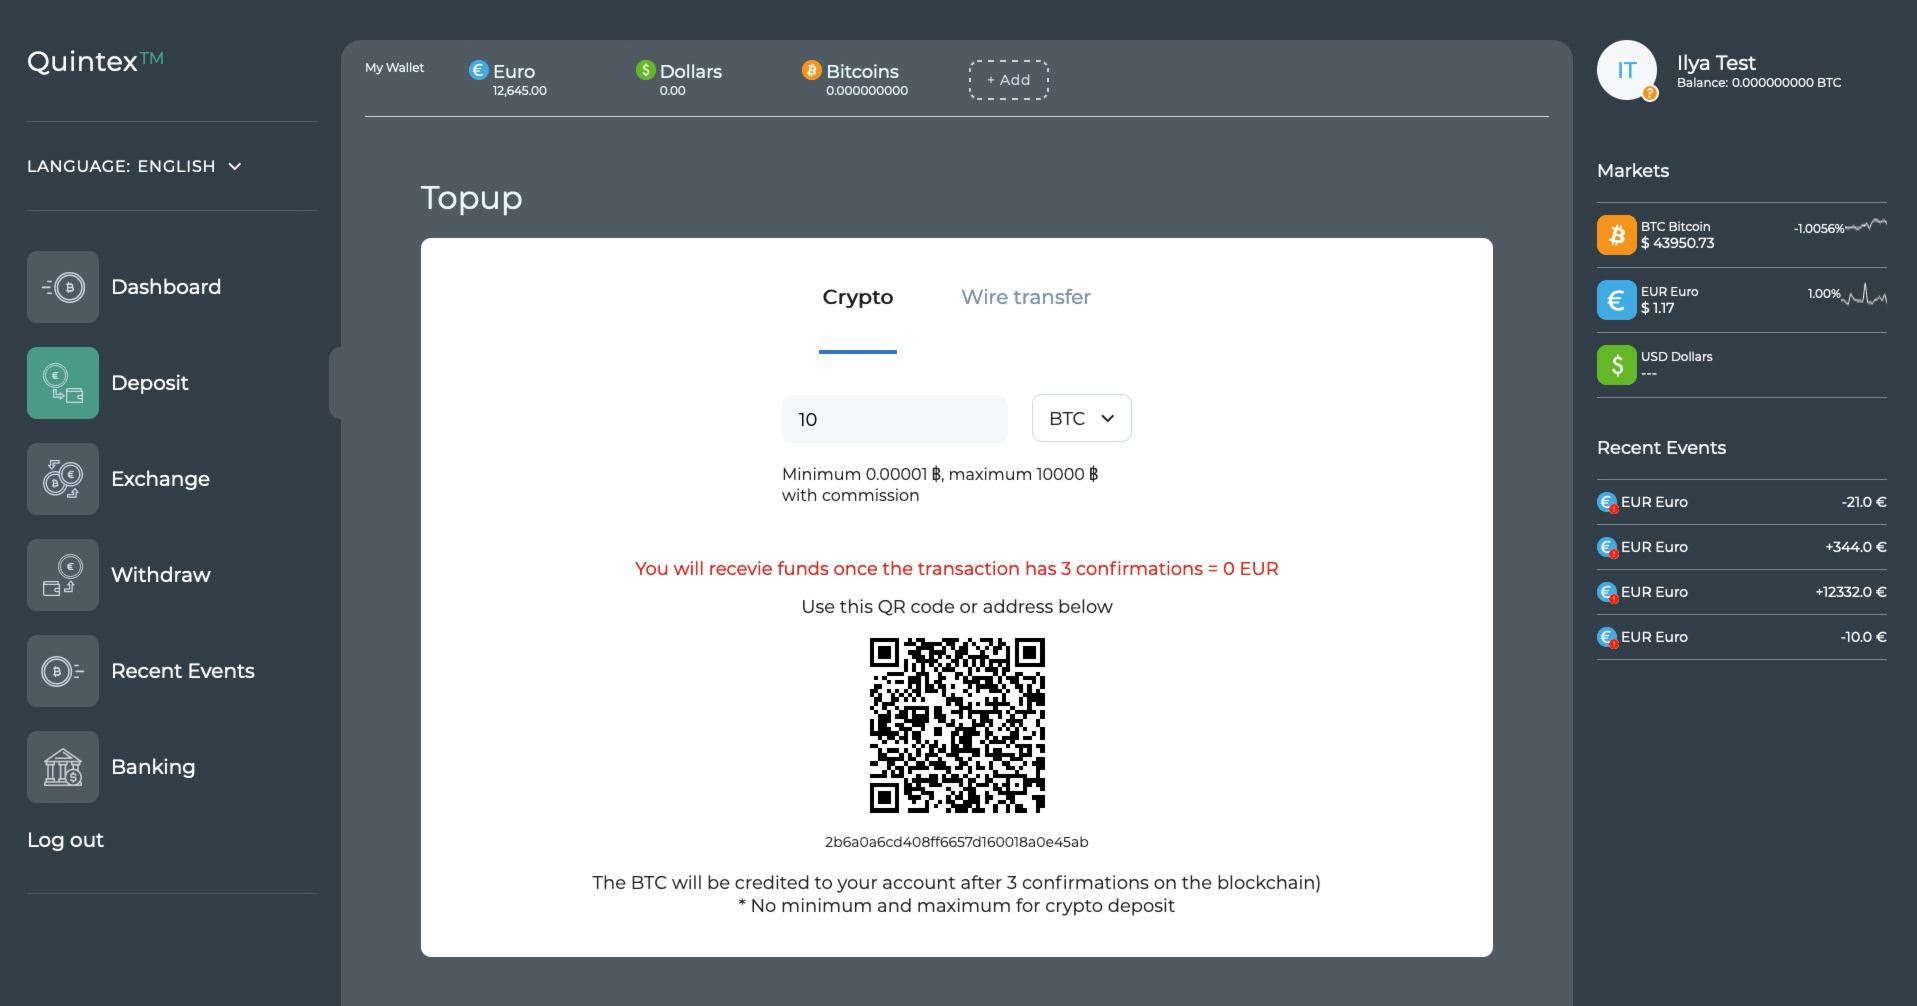 Quintex™
LANGUAGE: ENGLISH
Dashboard
Deposit
Exchange
Withdraw
Recent Events
Banking
Log out
My Wallet
Euro
12,645.00
Dollars
0.00
Bitcoins
0.000000000
+ Add
Topup
Crypto
Wire transfer
10
BTC
Minimum 0.00001 ฿, maximum 10000 ฿
with commission
You will recevie funds once the transaction has 3 confirmations = 0 EUR
Use this QR code or address below
2b6a0a6cd408ff6657d160018a0e45ab
The BTC will be credited to your account after 3 confirmations on the blockchain)
* No minimum and maximum for crypto deposit
IT
?
Ilya Test
Balance: 0.000000000 BTC
Markets
BTC Bitcoin
$ 43950.73
-1.0056%
EUR Euro
$ 1.17
1.00%
USD Dollars
---
Recent Events
EUR Euro -21.0 €
EUR Euro +344.0 €
EUR Euro +12332.0 €
EUR Euro -10.0 €